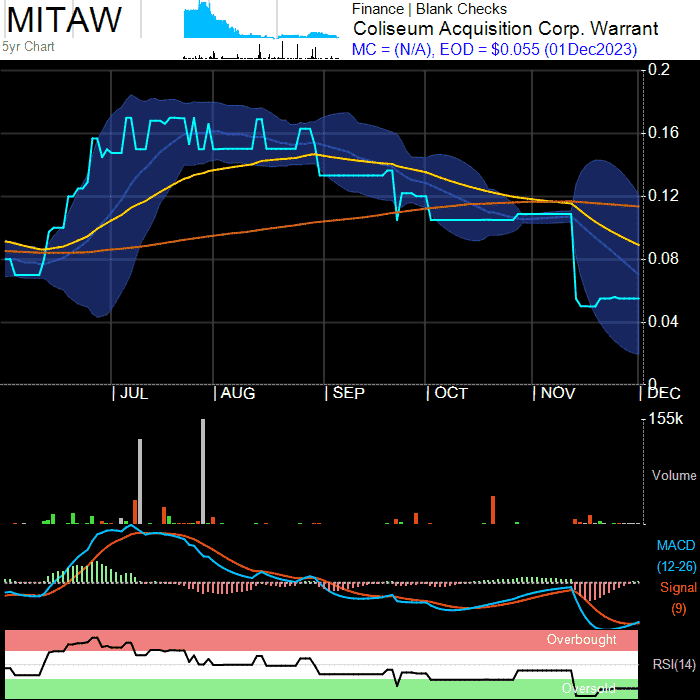 MITAW
5yr Chart
Finance | Blank Checks
Coliseum Acquisition Corp. Warrant
MC = (N/A), EOD = $0.055 (01Dec2023)
0.2
0.16
0.12
0.08
0.04
0
JUL
AUG
SEP
OCT
NOV
DEC
155k
Volume
MACD
(12-26)
Signal
(9)
Overbought
RSI(14)
Oversold